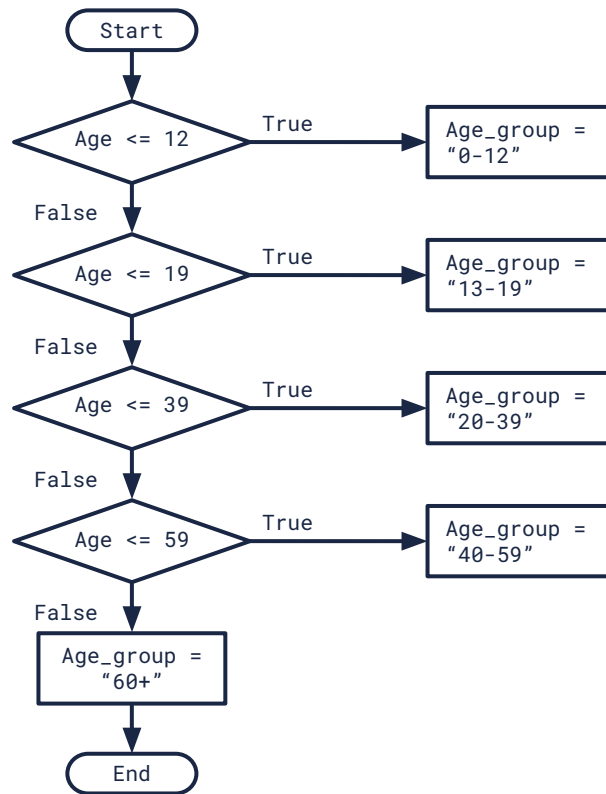 Start
Age <= 12
True
Age_group =
“0-12”
False
Age <= 19
True
Age_group =
“13-19”
False
Age <= 39
True
Age_group =
“20-39”
False
Age <= 59
True
Age_group =
“40-59”
False
Age_group =
“60+”
End